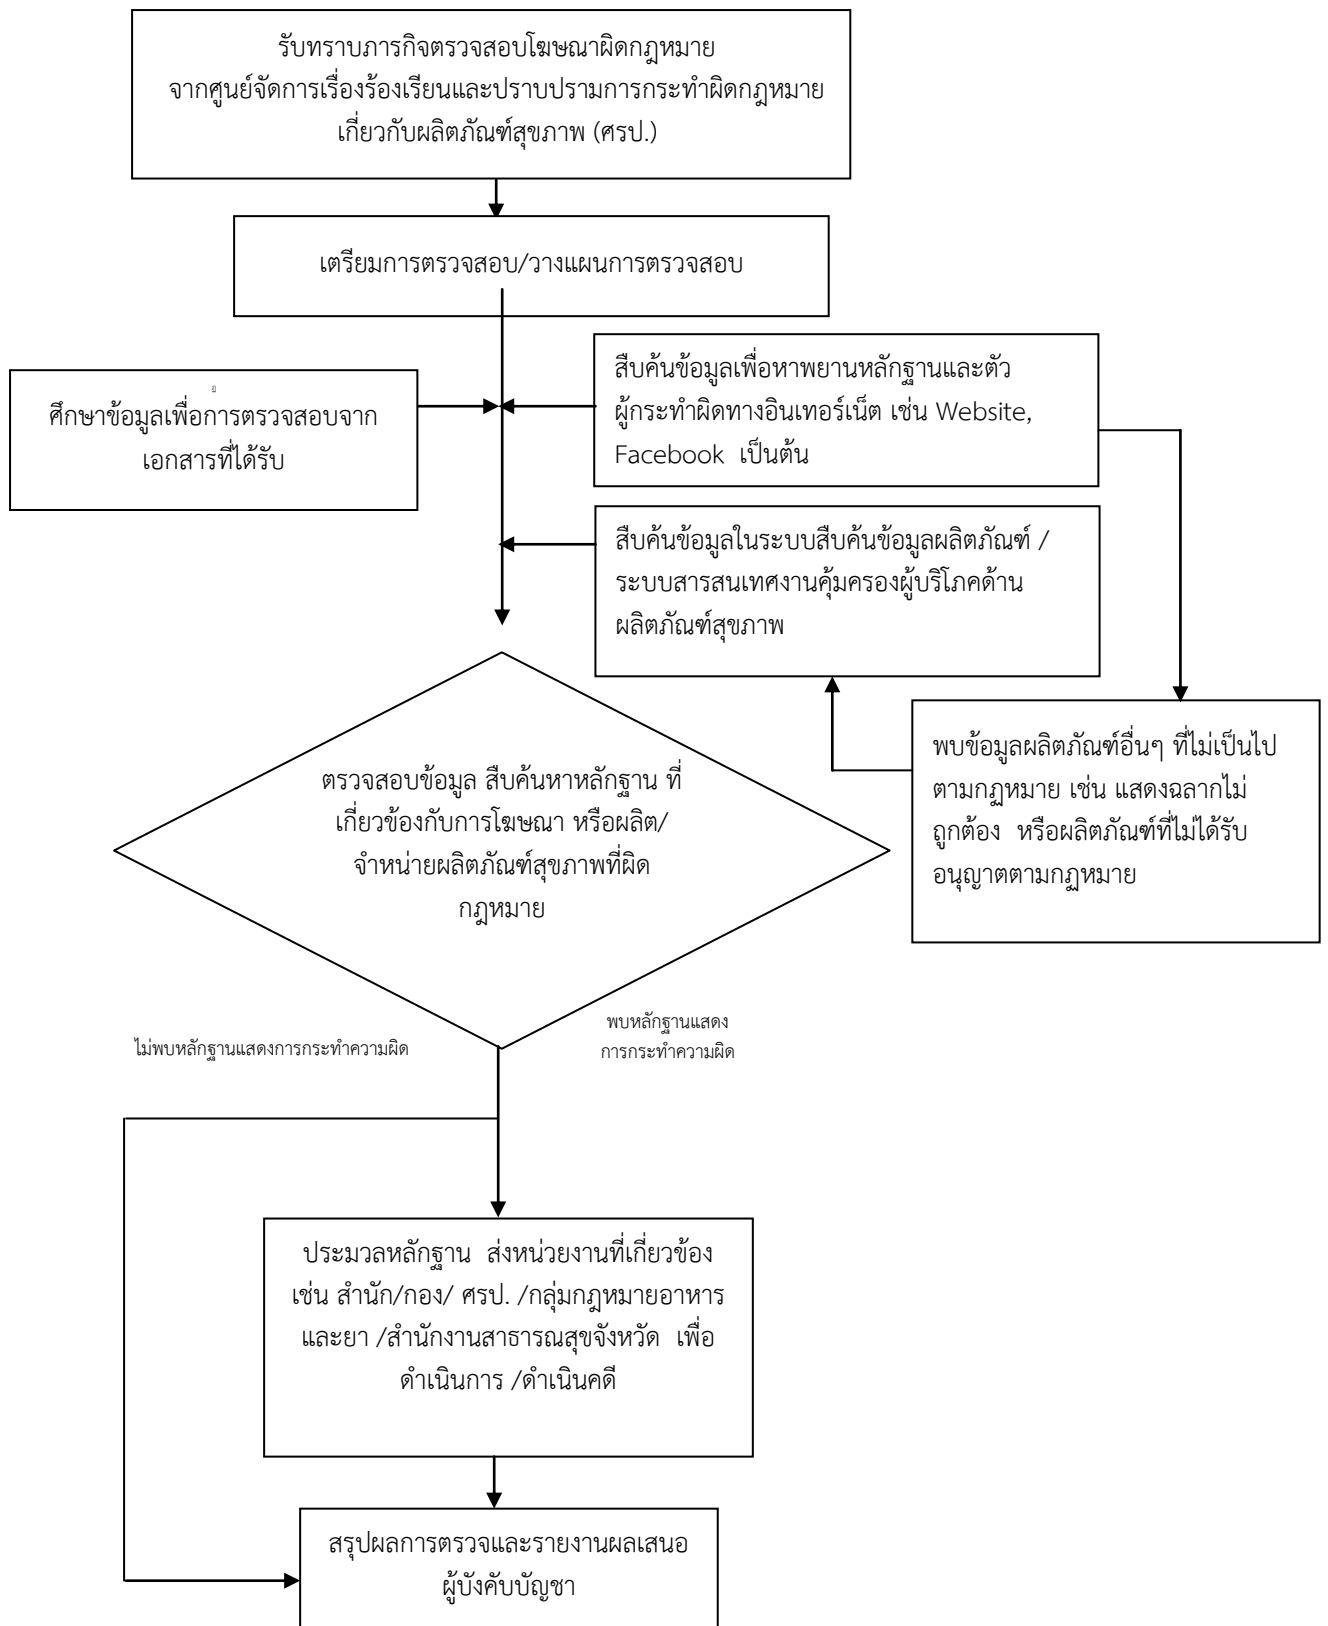 รับทราบภารกิจตรวจสอบโฆษณาผิดกฎหมาย
จากศูนย์จัดการเรื่องร้องเรียนและปราบปรามการกระทำผิดกฎหมาย
เกี่ยวกับผลิตภัณฑ์สุขภาพ (ศรป.)
เตรียมการตรวจสอบ/วางแผนการตรวจสอบ
สืบค้นข้อมูลเพื่อหาพยานหลักฐานและตัว
ผู้กระทำผิดทางอินเทอร์เน็ต เช่น Website,
Facebook เป็นต้น
ศึกษาข้อมูลเพื่อการตรวจสอบจาก
เอกสารที่ได้รับ
สืบค้นข้อมูลในระบบสืบค้นข้อมูลผลิตภัณฑ์ /
ระบบสารสนเทศงานคุ้มครองผู้บริโภคด้าน
ผลิตภัณฑ์สุขภาพ
พบข้อมูลผลิตภัณฑ์อื่นๆ ที่ไม่เป็นไป
ตามกฏหมาย เช่น แสดงฉลากไม่
ถูกต้อง หรือผลิตภัณฑ์ที่ไม่ได้รับ
อนุญาตตามกฏหมาย
ตรวจสอบข้อมูล สืบค้นหาหลักฐาน ที่
เกี่ยวข้องกับการโฆษณา หรือผลิต/
จำหน่ายผลิตภัณฑ์สุขภาพที่ผิด
กฎหมาย
ไม่พบหลักฐานแสดงการกระทำความผิด
พบหลักฐานแสดง
การกระทำความผิด
ประมวลหลักฐาน ส่งหน่วยงานที่เกี่ยวข้อง
เช่น สำนัก/กอง/ ศรป. /กลุ่มกฎหมายอาหาร
และยา /สำนักงานสาธารณสุขจังหวัด เพื่อ
ดำเนินการ /ดำเนินคดี
สรุปผลการตรวจและรายงานผลเสนอ
ผู้บังคับบัญชา